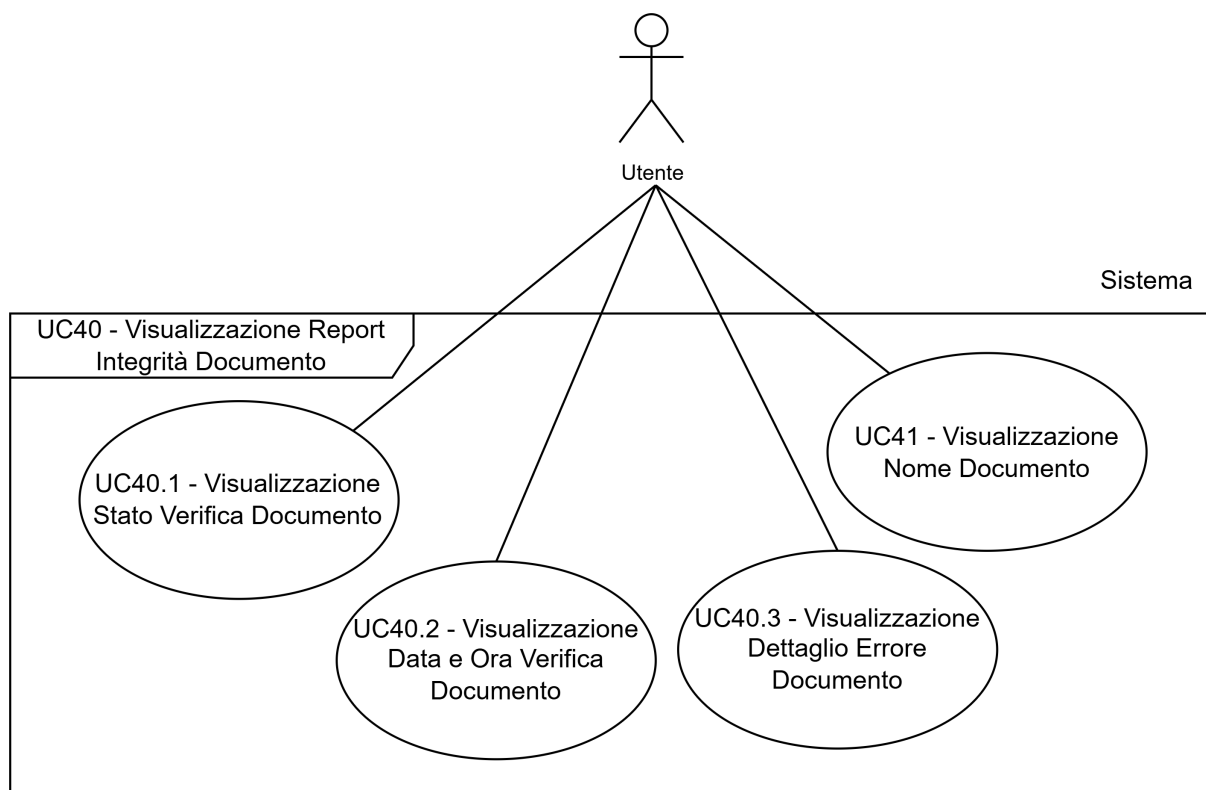 Utente
Sistema
UC40 - Visualizzazione Report
Integrità Documento
UC40.1 - Visualizzazione
Stato Verifica Documento
UC40.2 - Visualizzazione
Data e Ora Verifica
Documento
UC40.3 - Visualizzazione
Dettaglio Errore
Documento
UC41 - Visualizzazione
Nome Documento